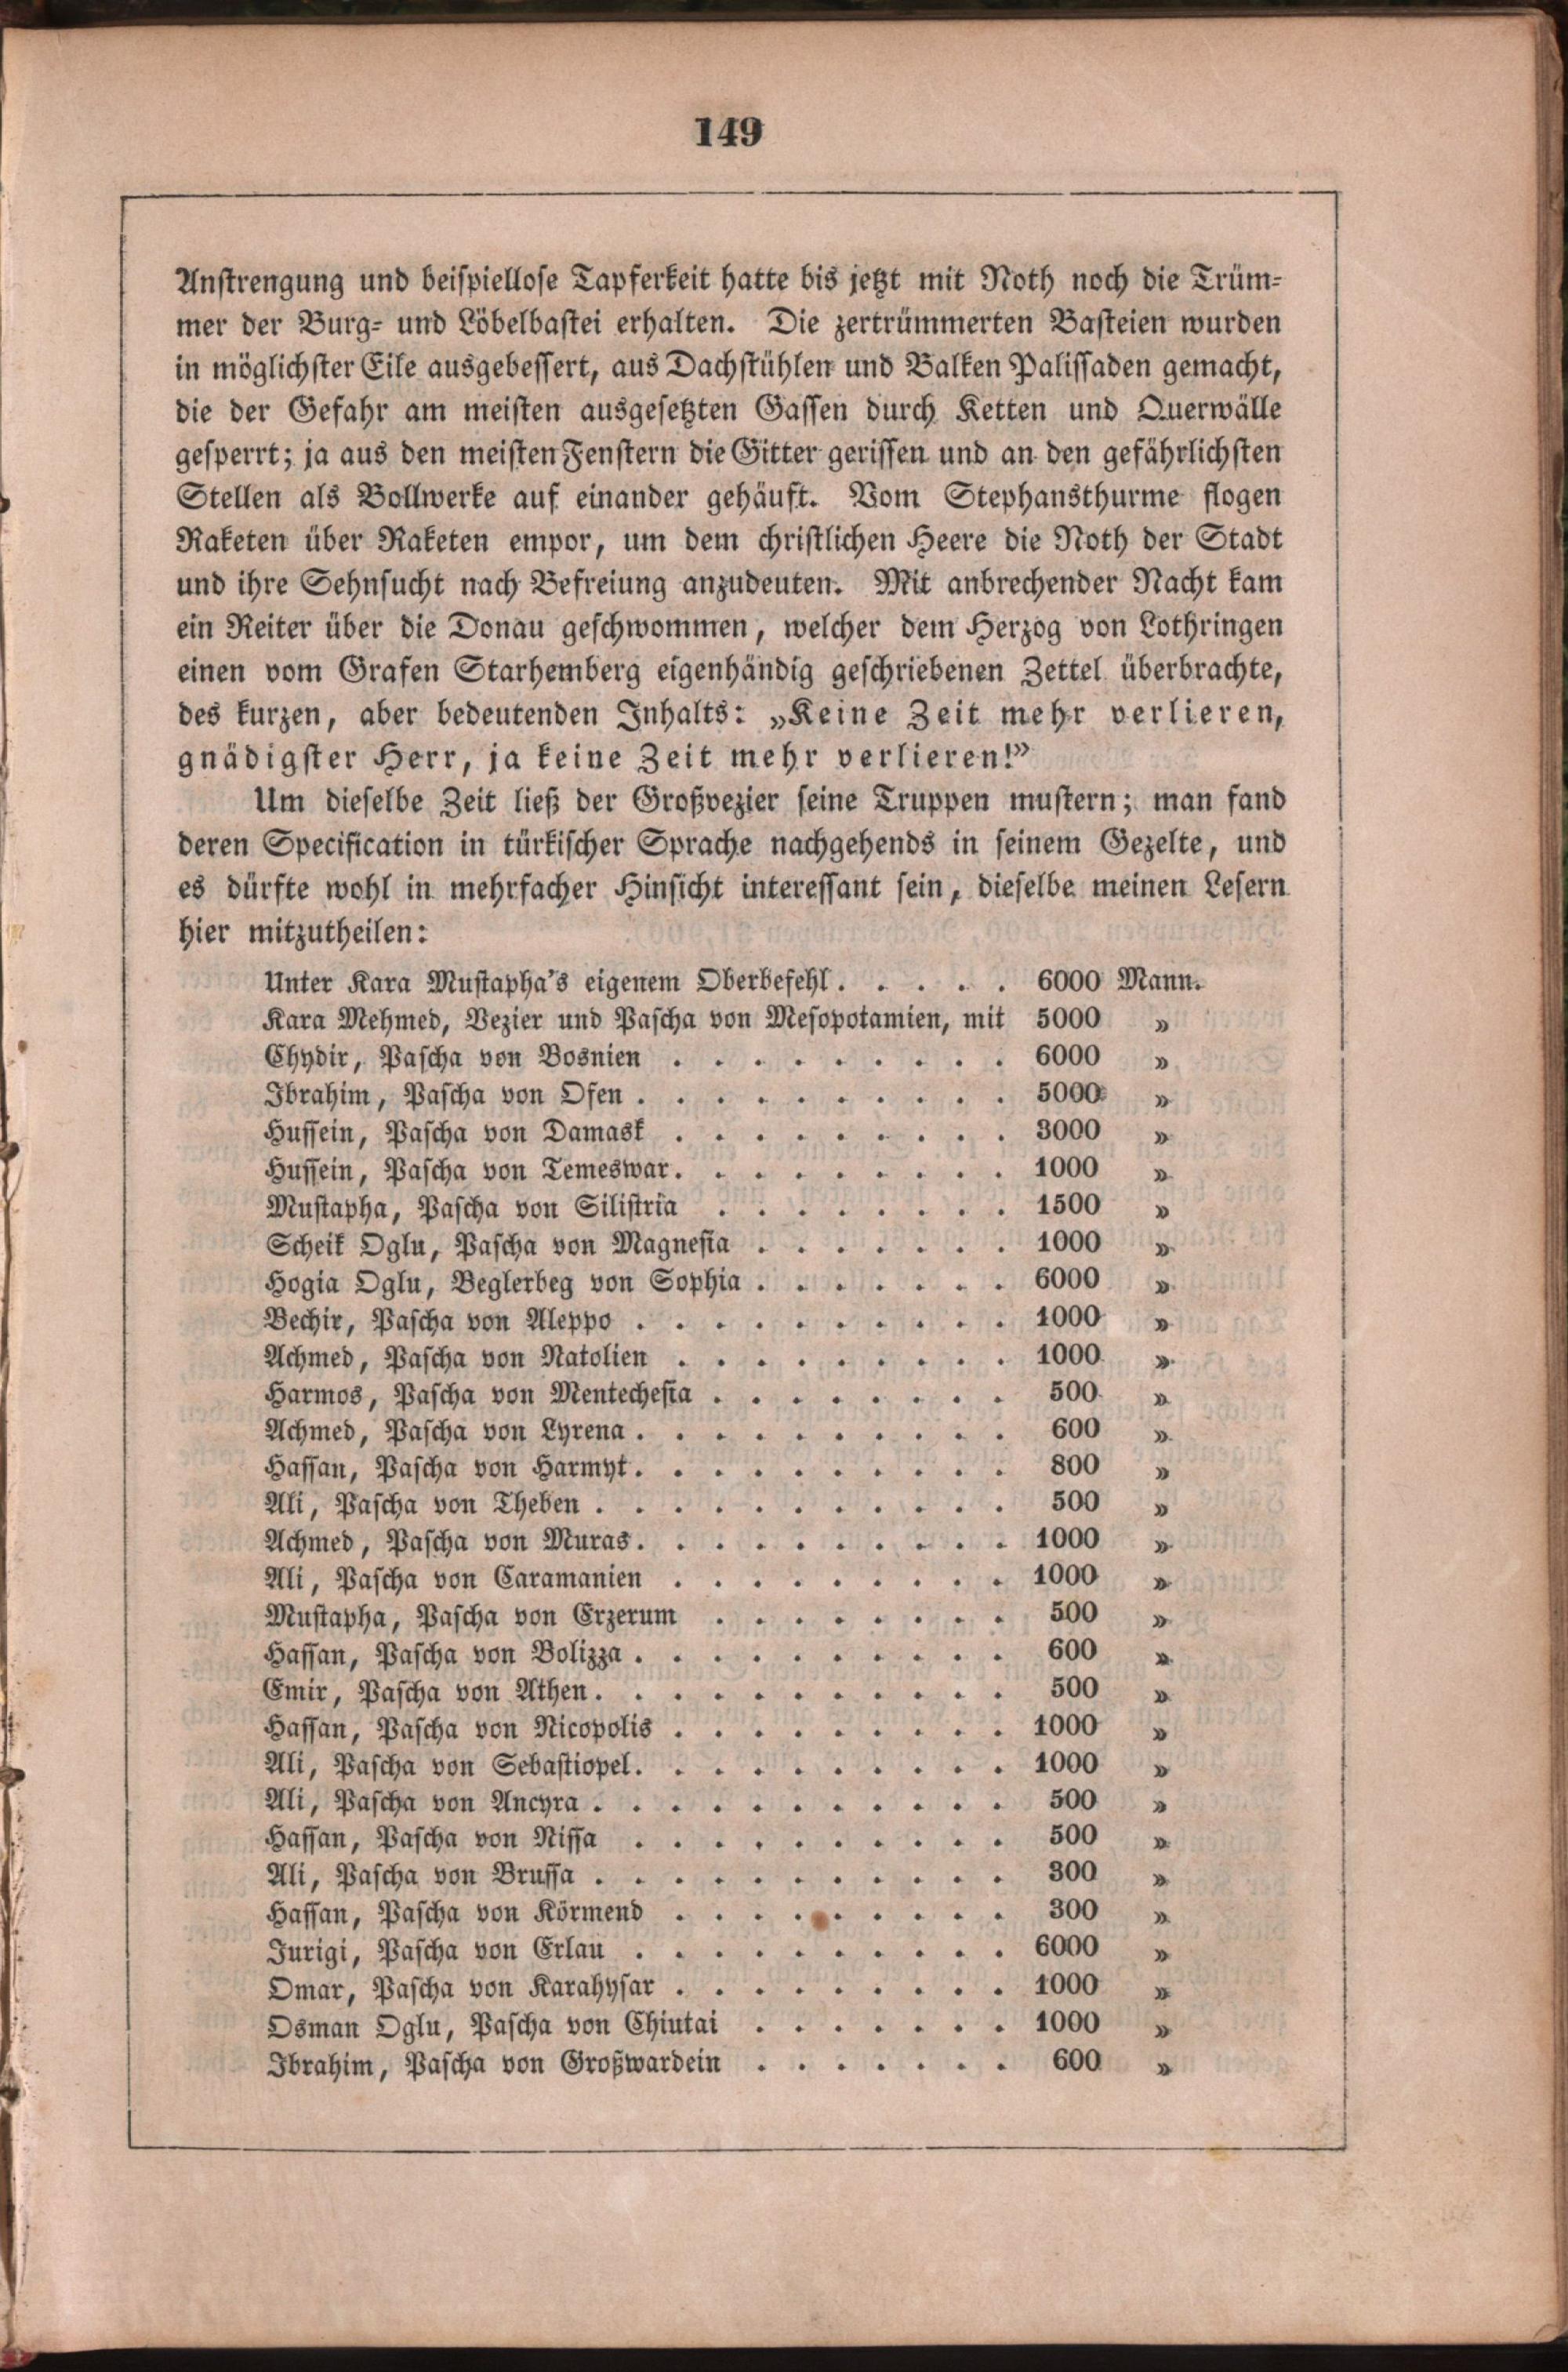 149
Anstrengung und beispiellose Tapferkeit hatte bis jetzt mit Noth noch die Trüm-
mer der Burg- und Löbelbastei erhalten. Die zertrümmerten Basteien wurden
in möglichster Eile ausgebessert, aus Dachstühlen und Balken Palissaden gemacht,
die der Gefahr am meisten ausgesetzten Gassen durch Ketten und Querwälle
gesperrt; ja aus den meisten Fenstern die Gitter gerissen und an den gefährlichsten
Stellen als Bollwerke auf einander gehäuft. Vom Stephansthurme flogen
Raketen über Raketen empor, um dem christlichen Heere die Noth der Stadt
und ihre Sehnsucht nach Befreiung anzudeuten. Mit anbrechender Nacht kam
ein Reiter über die Donau geschwommen, welcher dem Herzog von Lothringen
einen vom Grafen Starhemberg eigenhändig geschriebenen Zettel überbrachte,
des kurzen, aber bedeutenden Inhalts: „Keine Zeit mehr verlieren,
gnädigster Herr, ja keine Zeit mehr verlieren!”
Um dieselbe Zeit ließ der Großvezier seine Truppen mustern; man fand
deren Specification in türkischer Sprache nachgehends in seinem Gezelte, und
es dürfte wohl in mehrfacher Hinsicht interessant sein, dieselbe meinen Lesern
hier mitzutheilen:
Unter Kara Mustapha's eigenem Oberbefehl. . . . . 6000 Mann.
Kara Mehmed, Vezier und Pascha von Mesopotamien, mit 5000 »
Chydir, Pascha von Bosnien . . . . . . . . . 6000 »
Ibrahim, Pascha von Ofen . . . . . . . . . . 5000 »
Hussein, Pascha von Damask . . . . . . . . . 3000 »
Hussein, Pascha von Temeswar. . . . . . . . . 1000 »
Mustapha, Pascha von Silistria . . . . . . . . 1500 »
Scheik Oglu, Pascha von Magnesia . . . . . . . 1000 »
Hogia Oglu, Beglerbeg von Sophia . . . . . . . 6000 »
Bechir, Pascha von Aleppo . . . . . . . . . . 1000 »
Achmed, Pascha von Natolien . . . . . . . . . 1000 »
Harmos, Pascha von Mentechesia . . . . . . . . 500 »
Achmed, Pascha von Lyrena . . . . . . . . . . 600 »
Hassan, Pascha von Harmyt. . . . . . . . . . 800 »
Ali, Pascha von Theben . . . . . . . . . . . 500 »
Achmed, Pascha von Muras. . . . . . . . . . 1000 »
Ali, Pascha von Caramanien . . . . . . . . . 1000 »
Mustapha, Pascha von Erzerum . . . . . . . . 500 »
Hassan, Pascha von Bolizza . . . . . . . . . . 600 »
Emir, Pascha von Athen. . . . . . . . . . . 500 »
Hassan, Pascha von Nicopolis . . . . . . . . . 1000 »
Ali, Pascha von Sebastiopel. . . . . . . . . . 1000 »
Ali, Pascha von Ancyra . . . . . . . . . . . 500 »
Hassan, Pascha von Nissa . . . . . . . . . . 500 »
Ali, Pascha von Brussa . . . . . . . . . . . 300 »
Hassan, Pascha von Körmend . . . . . . . . . 300 »
Jurigi, Pascha von Erlau . . . . . . . . . . 6000 »
Omar, Pascha von Karahysar . . . . . . . . . 1000 »
Osman Oglu, Pascha von Chiutai . . . . . . . 1000 »
Ibrahim, Pascha von Großwardein . . . . . . . 600 »